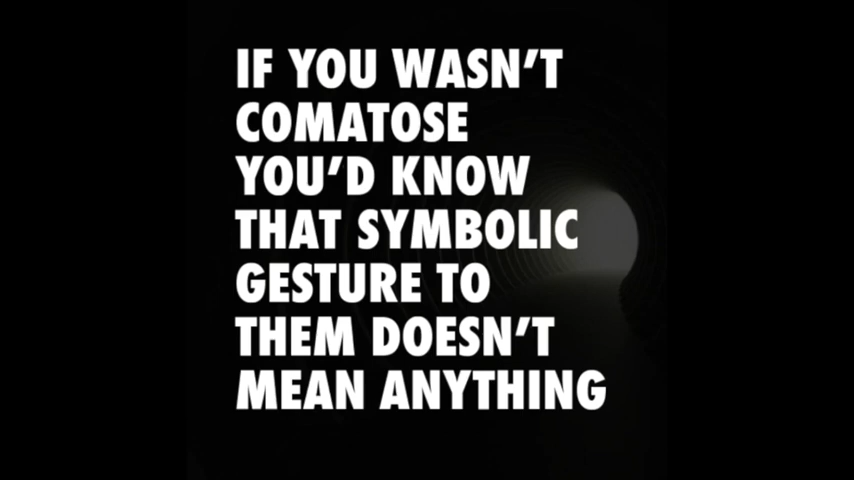 IF YOU WASN'T
COMATOSE
YOU'D KNOW
THAT SYMBOLIC
GESTURE TO
THEM DOESN'T
MEAN ANYTHING